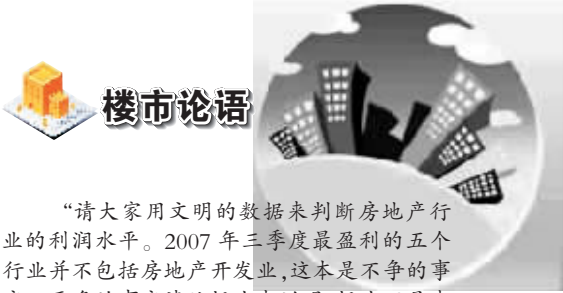 楼市论语
“请大家用文明的数据来判断房地产行
业的利润水平。2007 年三季度最盈利的五个
行业并不包括房地产开发业,这本是不争的事